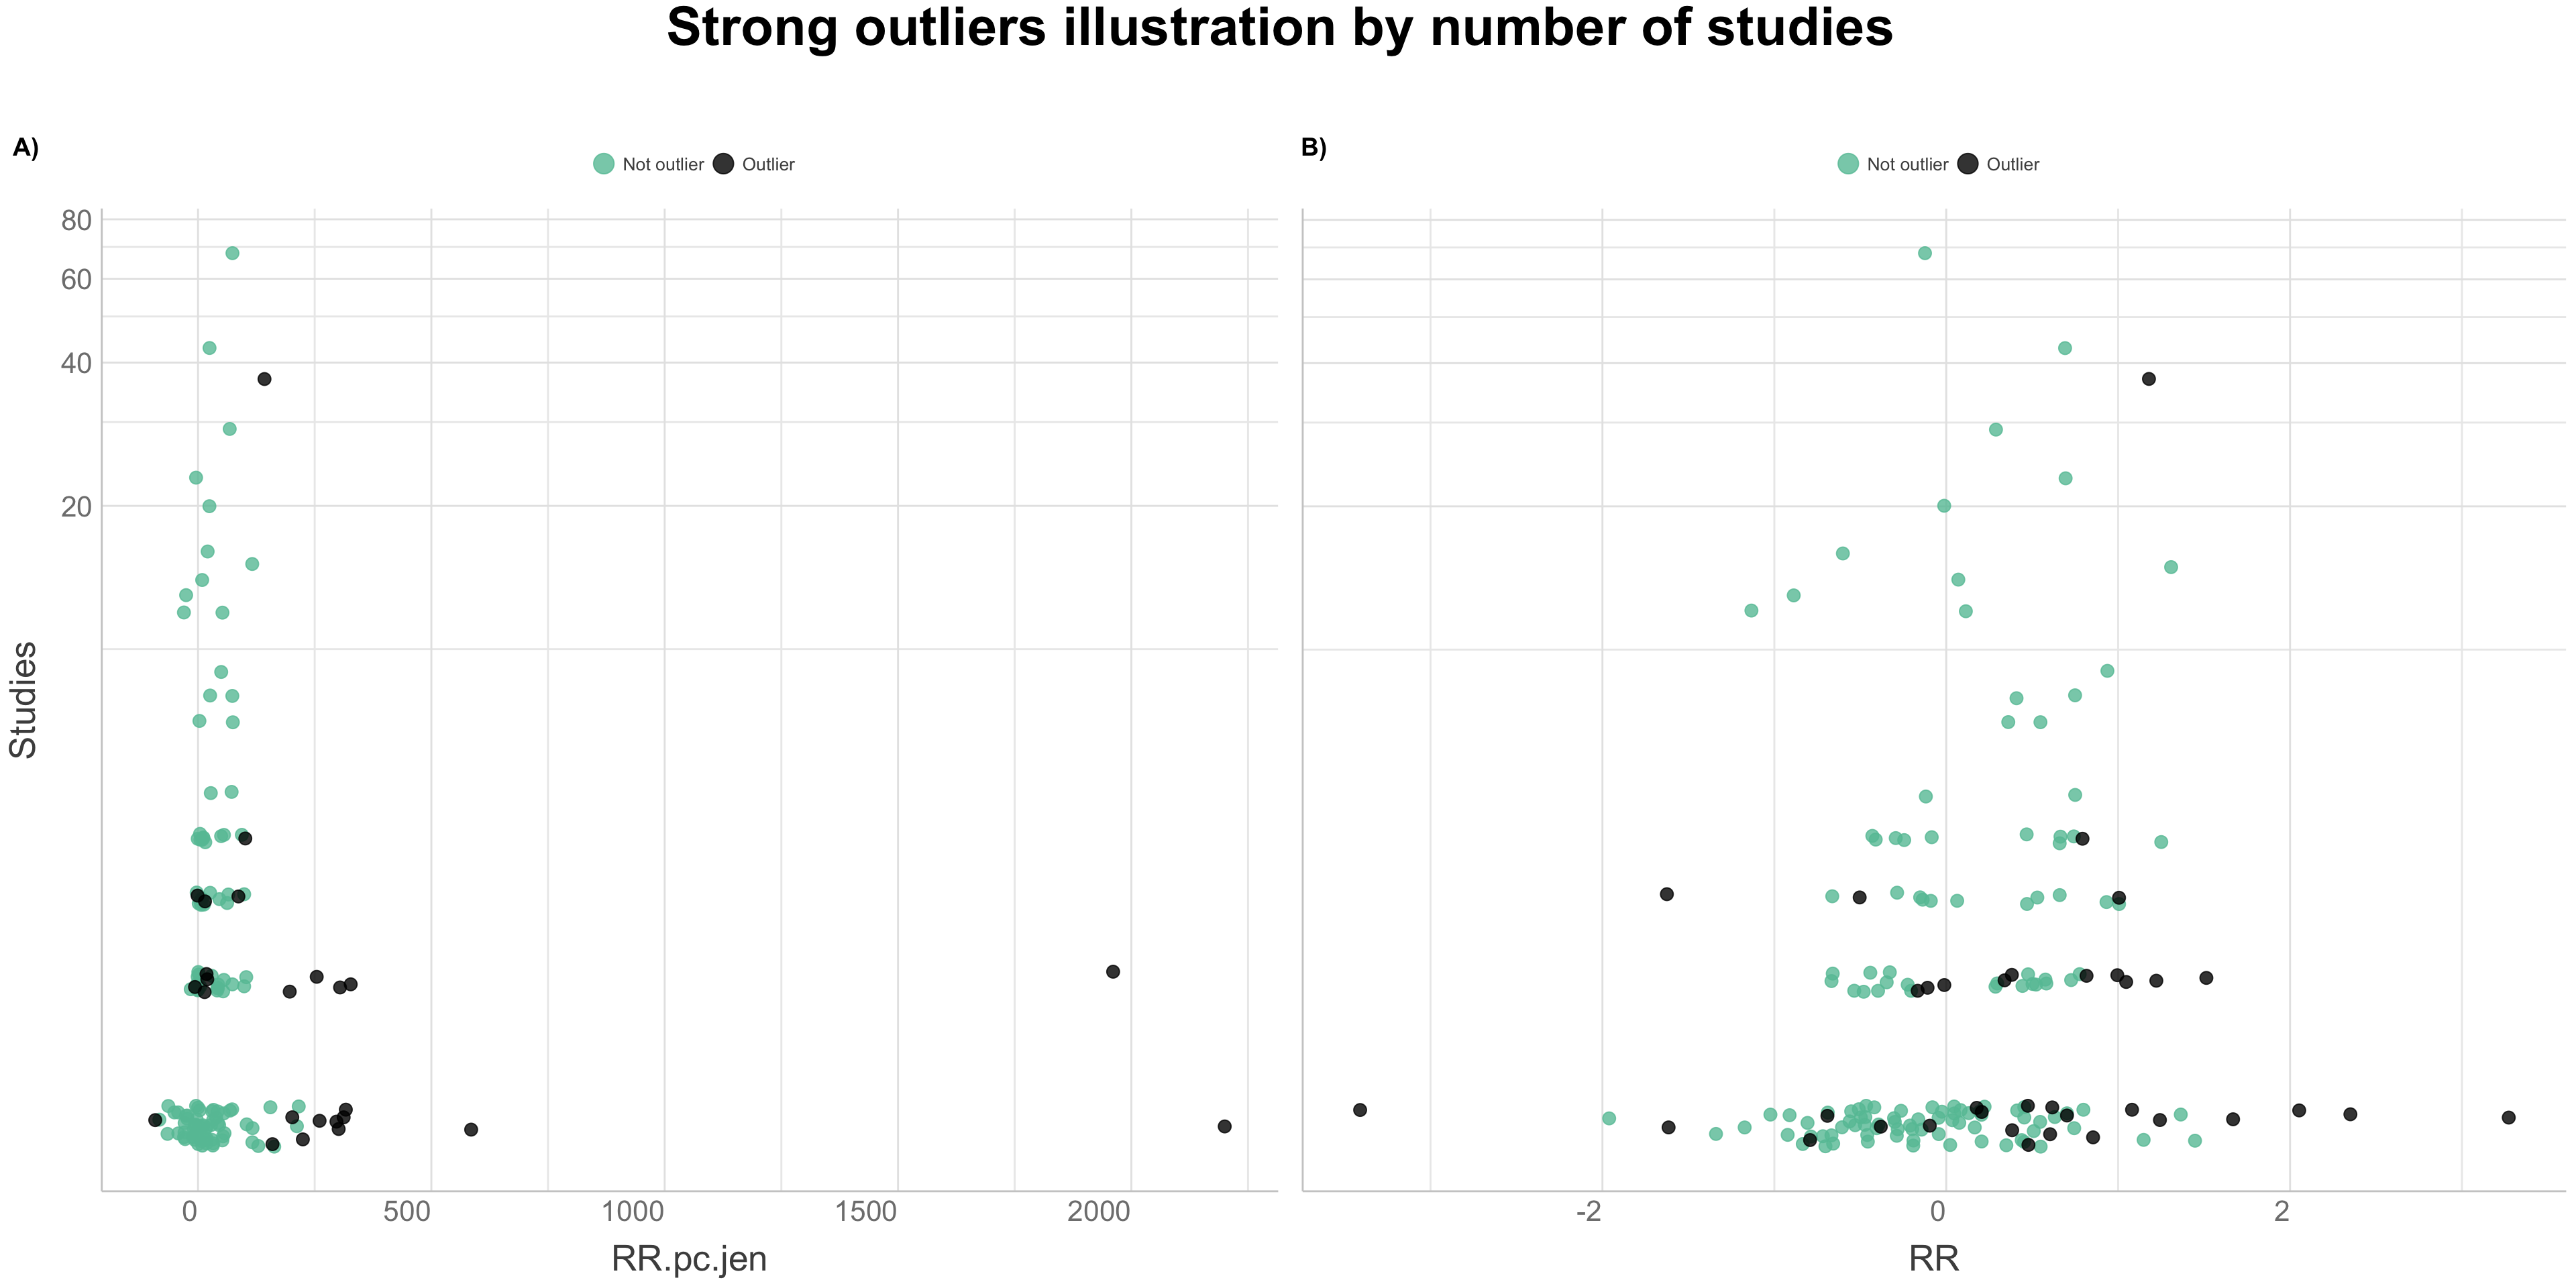 Strong outliers illustration by number of studies
A)
Not outlier Outlier
80
60
40
20
Studies
0 500 1000 1500 2000
RR.pc.jen
B)
Not outlier Outlier
-2 0 2
RR